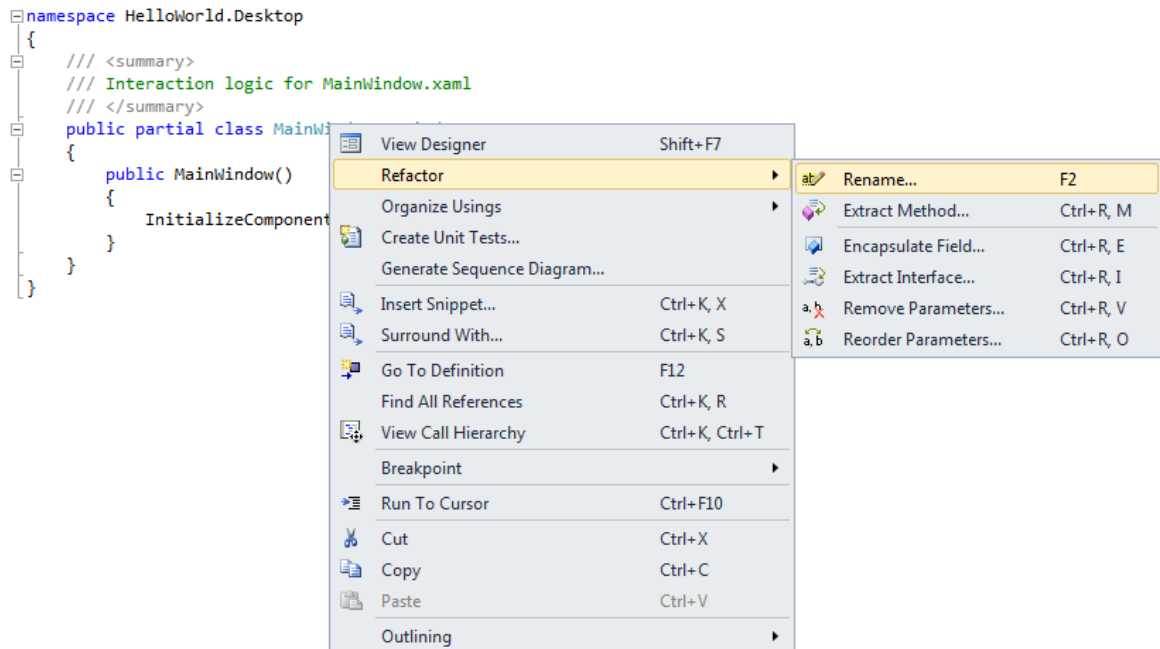 namespace HelloWorld.Desktop
{
/// <summary>
/// Interaction logic for MainWindow.xaml
/// </summary>
public partial class
{
public MainWindow()
{
InitializeComponent
}
}
}
View Designer Shift+F7
Refactor
Organize Usings
Create Unit Tests...
Generate Sequence Diagram...
Insert Snippet... Ctrl+K, X
Surround With... Ctrl+K, S
Go To Definition F12
Find All References Ctrl+K, R
View Call Hierarchy Ctrl+K, Ctrl+T
Breakpoint
Run To Cursor Ctrl+F10
Cut Ctrl+X
Copy Ctrl+C
Paste Ctrl+V
Outlining
Rename... F2
Extract Method... Ctrl+R, M
Encapsulate Field... Ctrl+R, E
Extract Interface... Ctrl+R, I
Remove Parameters... Ctrl+R, V
Reorder Parameters... Ctrl+R, O